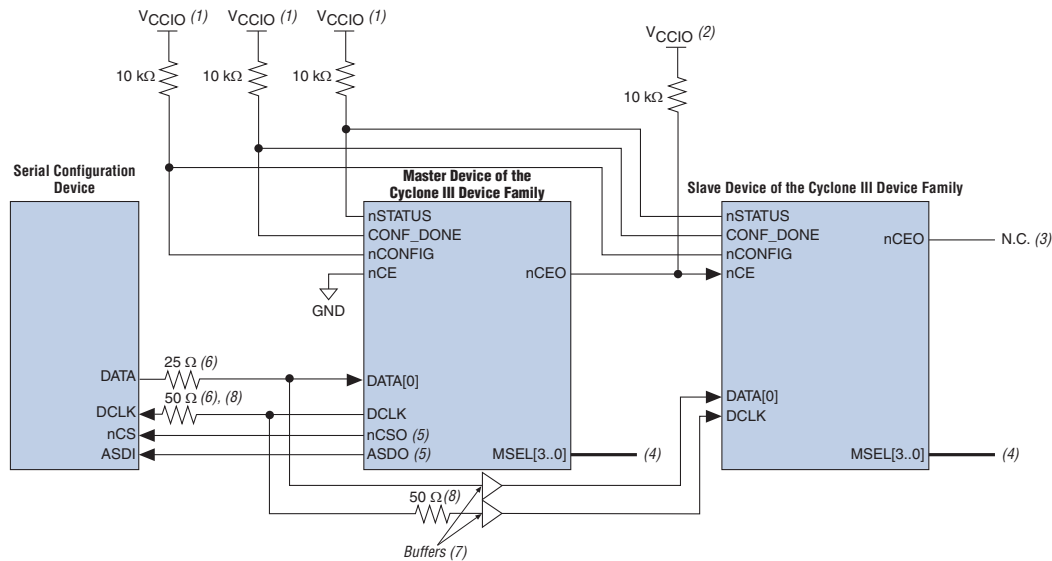 VCCIO (1)
VCCIO (1)
VCCIO (1)
VCCIO (2)
10 kΩ
10 kΩ
10 kΩ
10 kΩ
Serial Configuration
Device
Master Device of the
Cyclone III Device Family
Slave Device of the Cyclone III Device Family
nSTATUS
CONF_DONE
nCONFIG
nCE
nCEO
GND
nSTATUS
CONF_DONE
nCONFIG
nCE
nCEO
N.C. (3)
DATA
25 Ω (6)
DATA[0]
DCLK
50 Ω (6), (8)
DCLK
nCS
nCSO (5)
ASDI
ASDO (5)
MSEL[3..0]
(4)
DATA[0]
DCLK
MSEL[3..0]
(4)
50 Ω (8)
Buffers (7)